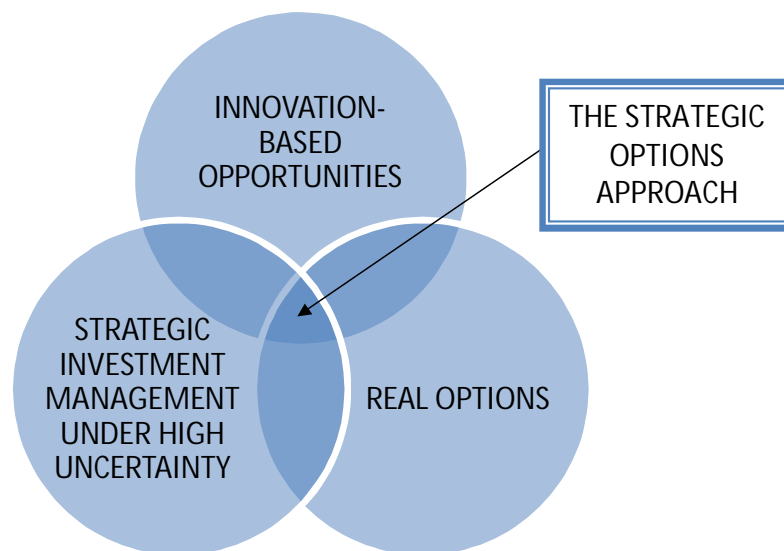 INNOVATION-
BASED
OPPORTUNITIES
THE STRATEGIC
OPTIONS
APPROACH
STRATEGIC
INVESTMENT
MANAGEMENT
UNDER HIGH
UNCERTAINTY
REAL OPTIONS